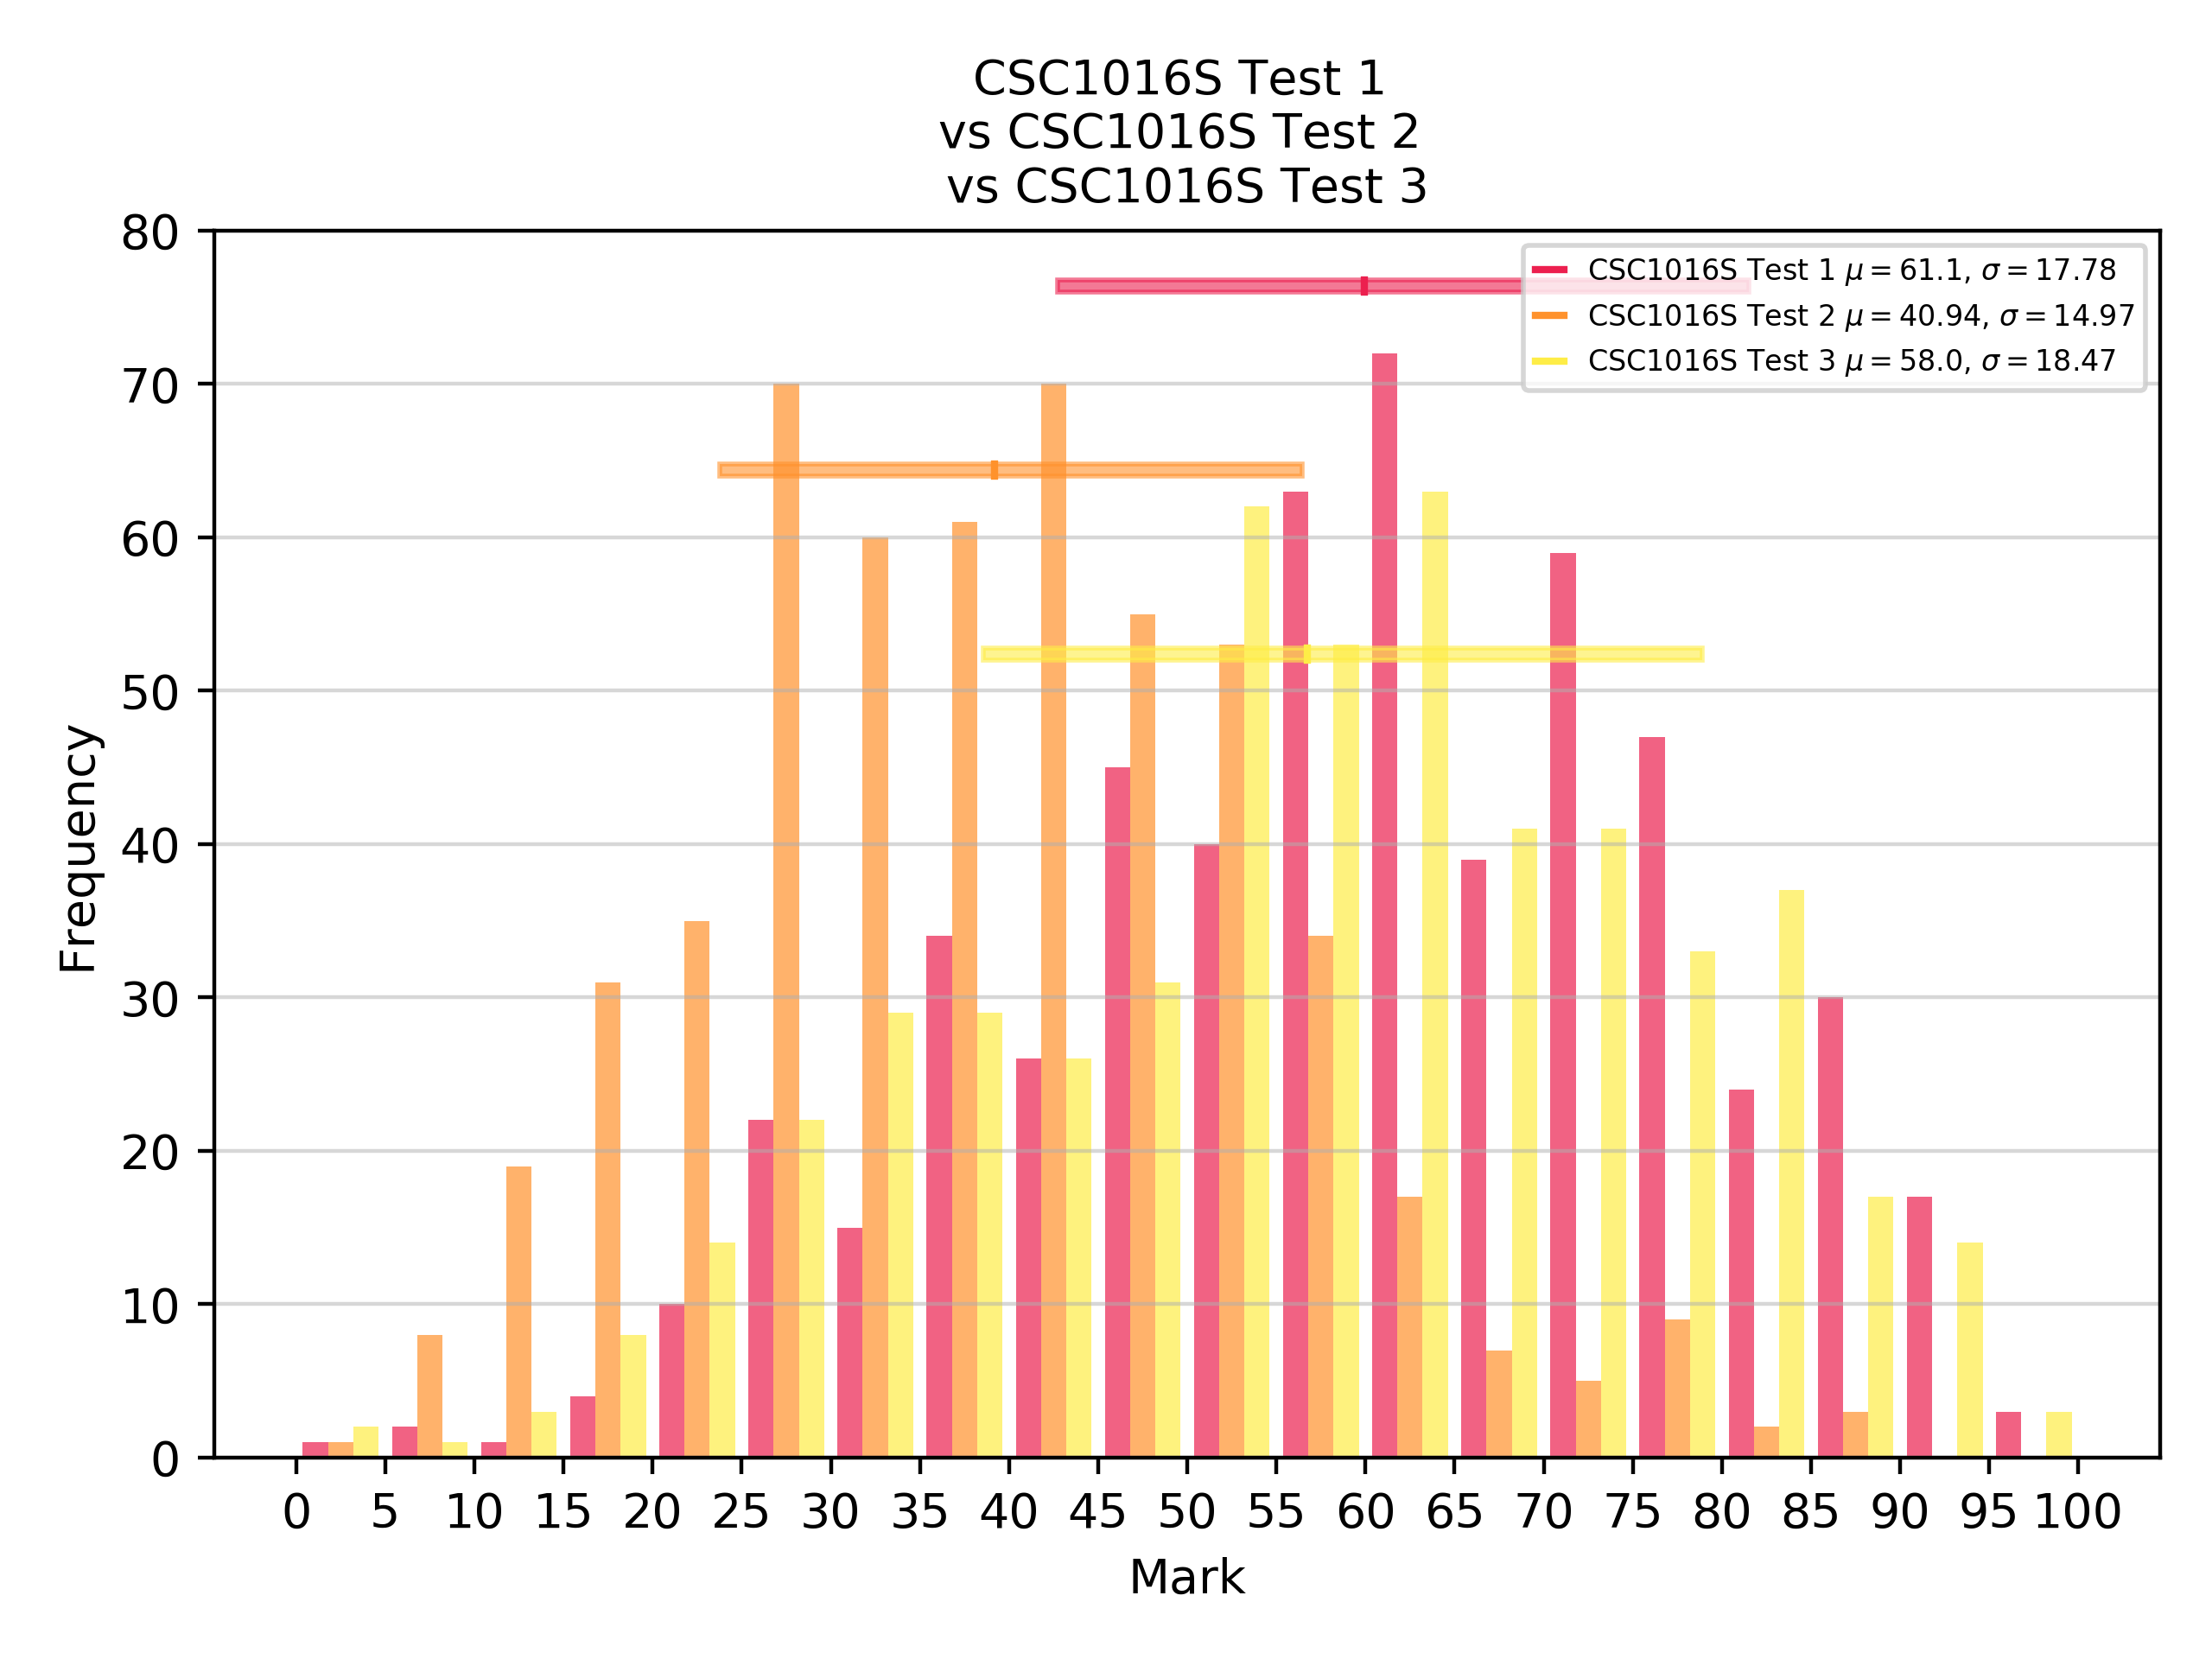 CSC1016S Test 1
vs CSC1016S Test 2
vs CSC1016S Test 3
CSC1016S Test 1 μ = 61.1, σ = 17.78
CSC1016S Test 2 μ = 40.94, σ = 14.97
CSC1016S Test 3 μ = 58.0, σ = 18.47
Frequency
80
70
60
50
40
30
20
10
0
0 5 10 15 20 25 30 35 40 45 50 55 60 65 70 75 80 85 90 95 100
Mark